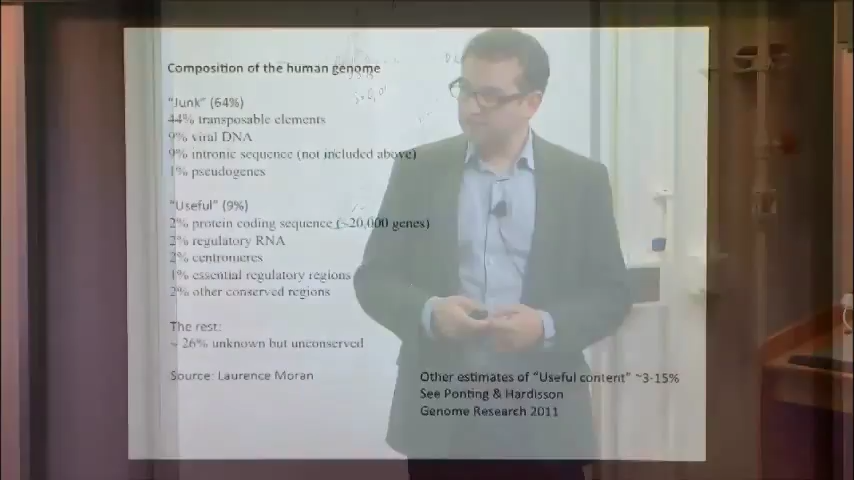 Composition of the human genome
"Junk" (64%)
44% transposable elements
9% viral DNA
9% intronic sequence (not included above)
1% pseudogenes
"Useful" (9%)
2% protein coding sequence (~20,000 genes)
2% regulatory RNA
2% centromeres
1% essential regulatory regions
2% other conserved regions
The rest:
~ 26% unknown but unconserved
Source: Laurence Moran
Other estimates of "Useful content" ~3-15%
See Ponting & Hardisson
Genome Research 2011